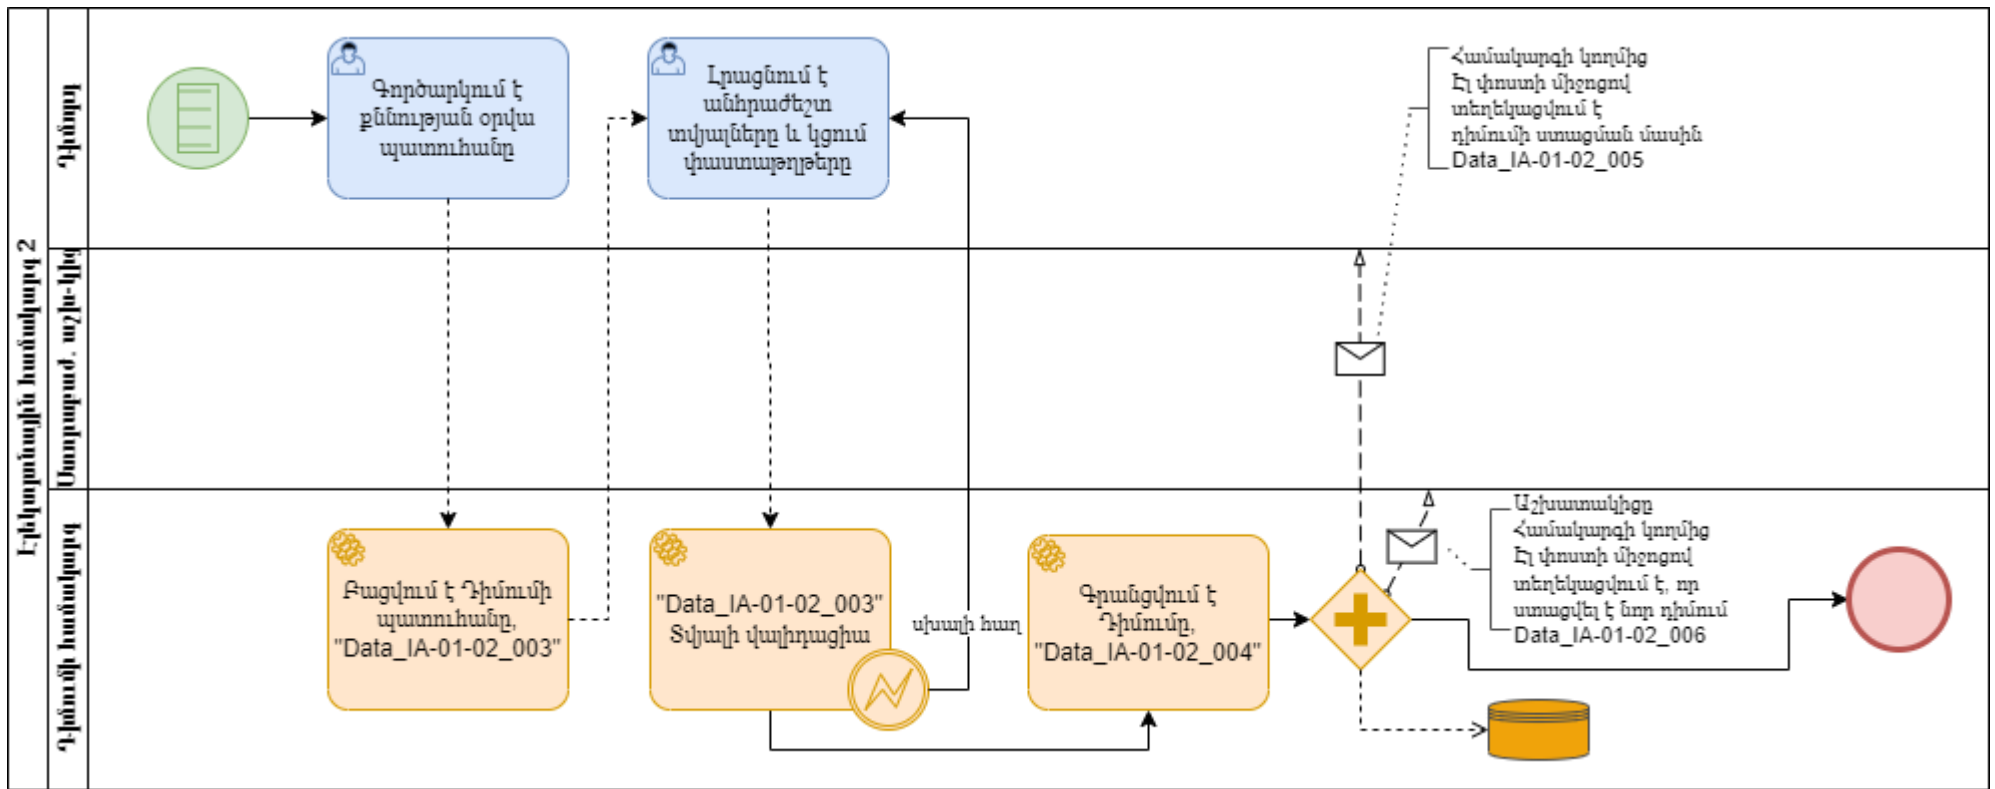 Էլեկտրոնային համակարգ 2
Դիմող
Ստորաբաժ. աշխ-կից
Դիմումի համակարգ
Գործարկում է
քննության օրվա
պատուհանը
Լրացնում է
անհրաժեշտ
տվյալները և կցում
փաստաթղթերը
Համակարգի կողմից
Էլ փոստի միջոցով
տեղեկացվում է
դիմումի ստացման մասին
Data_IA-01-02_005
Բացվում է Դիմումի
պատուհանը,
"Data_IA-01-02_003"
"Data_IA-01-02_003"
Տվյալի վալիդացիա
սխալի հաղ
Գրանցվում է
Դիմումը,
"Data_IA-01-02_004"
Աշխատակիցը
Համակարգի կողմից
Էլ փոստի միջոցով
տեղեկացվում է, որ
ստացվել է նոր դիմում
Data_IA-01-02_006